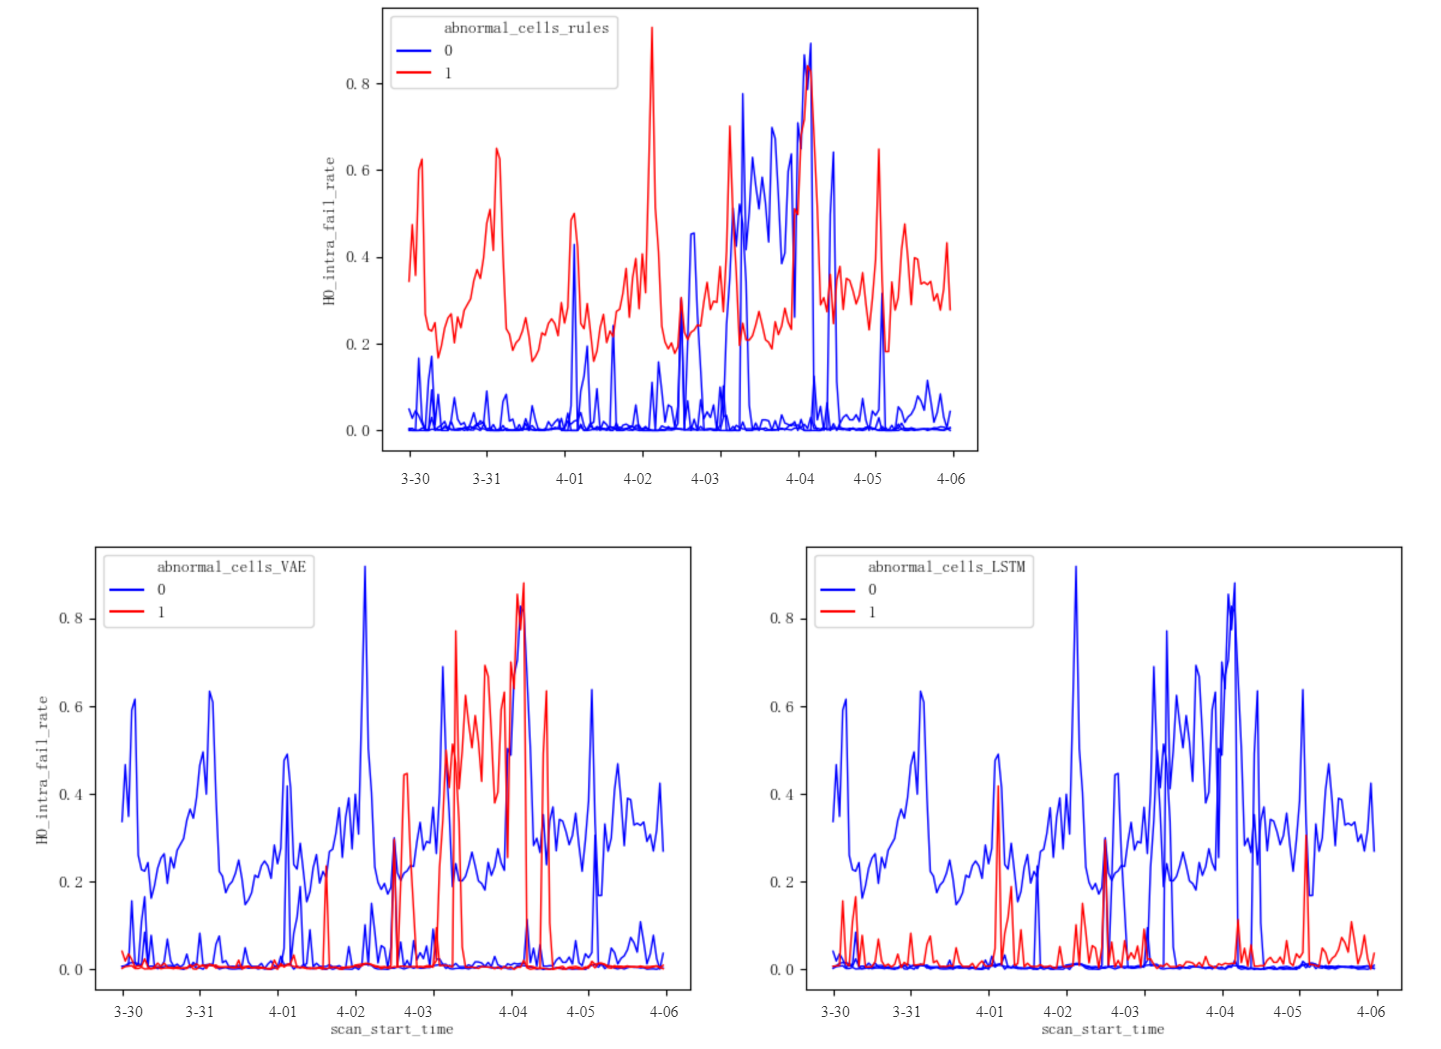 abnormal_cells_rules
0
1
HO_intra_fail_rate
0.8
0.6
0.4
0.2
0.0
3-30 3-31 4-01 4-02 4-03 4-04 4-05 4-06
abnormal_cells_VAE
0
1
HO_intra_fail_rate
0.8
0.6
0.4
0.2
0.0
3-30 3-31 4-01 4-02 4-03 4-04 4-05 4-06
scan_start_time
abnormal_cells_LSTM
0
1
0.8
0.6
0.4
0.2
0.0
3-30 3-31 4-01 4-02 4-03 4-04 4-05 4-06
scan_start_time